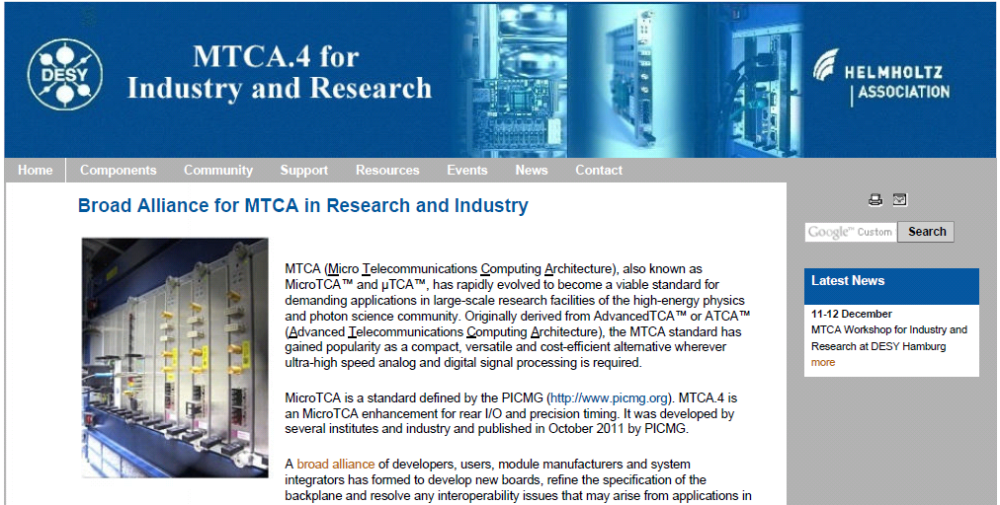 DESY
MTCA.4 for
Industry and Research
HELMHOLTZ
ASSOCIATION
Home Components Community Support Resources Events News Contact
Broad Alliance for MTCA in Research and Industry
MTCA (Micro Telecommunications Computing Architecture), also known as
MicroTCA™ and µTCA™, has rapidly evolved to become a viable standard for
demanding applications in large-scale research facilities of the high-energy physics
and photon science community. Originally derived from AdvancedTCA™ or ATCA™
(Advanced Telecommunications Computing Architecture), the MTCA standard has
gained popularity as a compact, versatile and cost-efficient alternative wherever
ultra-high speed analog and digital signal processing is required.
MicroTCA is a standard defined by the PICMG (http://www.picmg.org). MTCA.4 is
an MicroTCA enhancement for rear I/O and precision timing. It was developed by
several institutes and industry and published in October 2011 by PICMG.
A broad alliance of developers, users, module manufacturers and system
integrators has formed to develop new boards, refine the specification of the
backplane and resolve any interoperability issues that may arise from applications in
Google™ Custom Search
Latest News
11-12 December
MTCA Workshop for Industry and
Research at DESY Hamburg
more